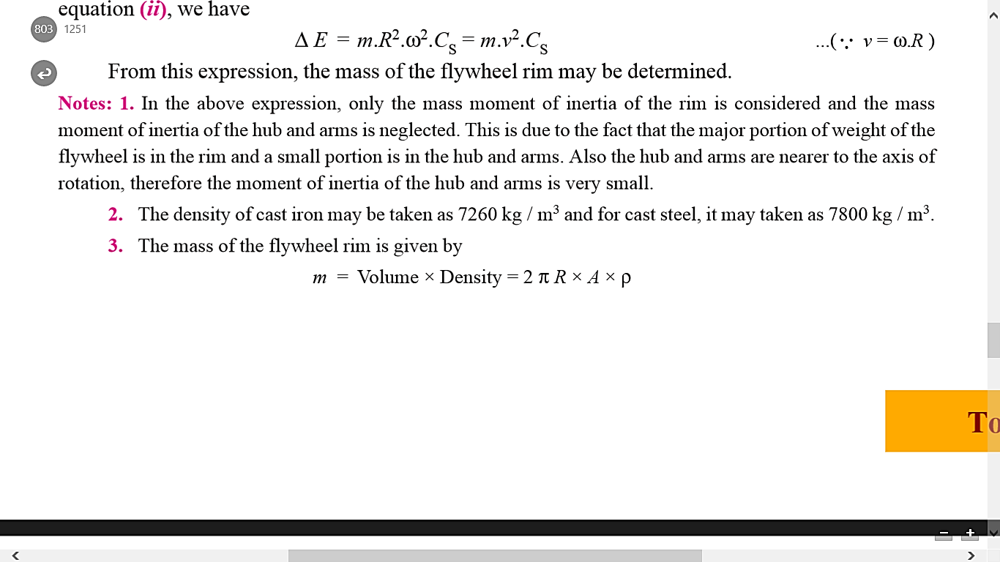 equation (ii), we have
803 1251
Δ E = m.R².ω².C_S = m.v².C_S ...(∵ v = ω.R )
From this expression, the mass of the flywheel rim may be determined.
Notes: 1. In the above expression, only the mass moment of inertia of the rim is considered and the mass
moment of inertia of the hub and arms is neglected. This is due to the fact that the major portion of weight of the
flywheel is in the rim and a small portion is in the hub and arms. Also the hub and arms are nearer to the axis of
rotation, therefore the moment of inertia of the hub and arms is very small.
2. The density of cast iron may be taken as 7260 kg / m³ and for cast steel, it may taken as 7800 kg / m³.
3. The mass of the flywheel rim is given by
m = Volume × Density = 2 π R × A × ρ